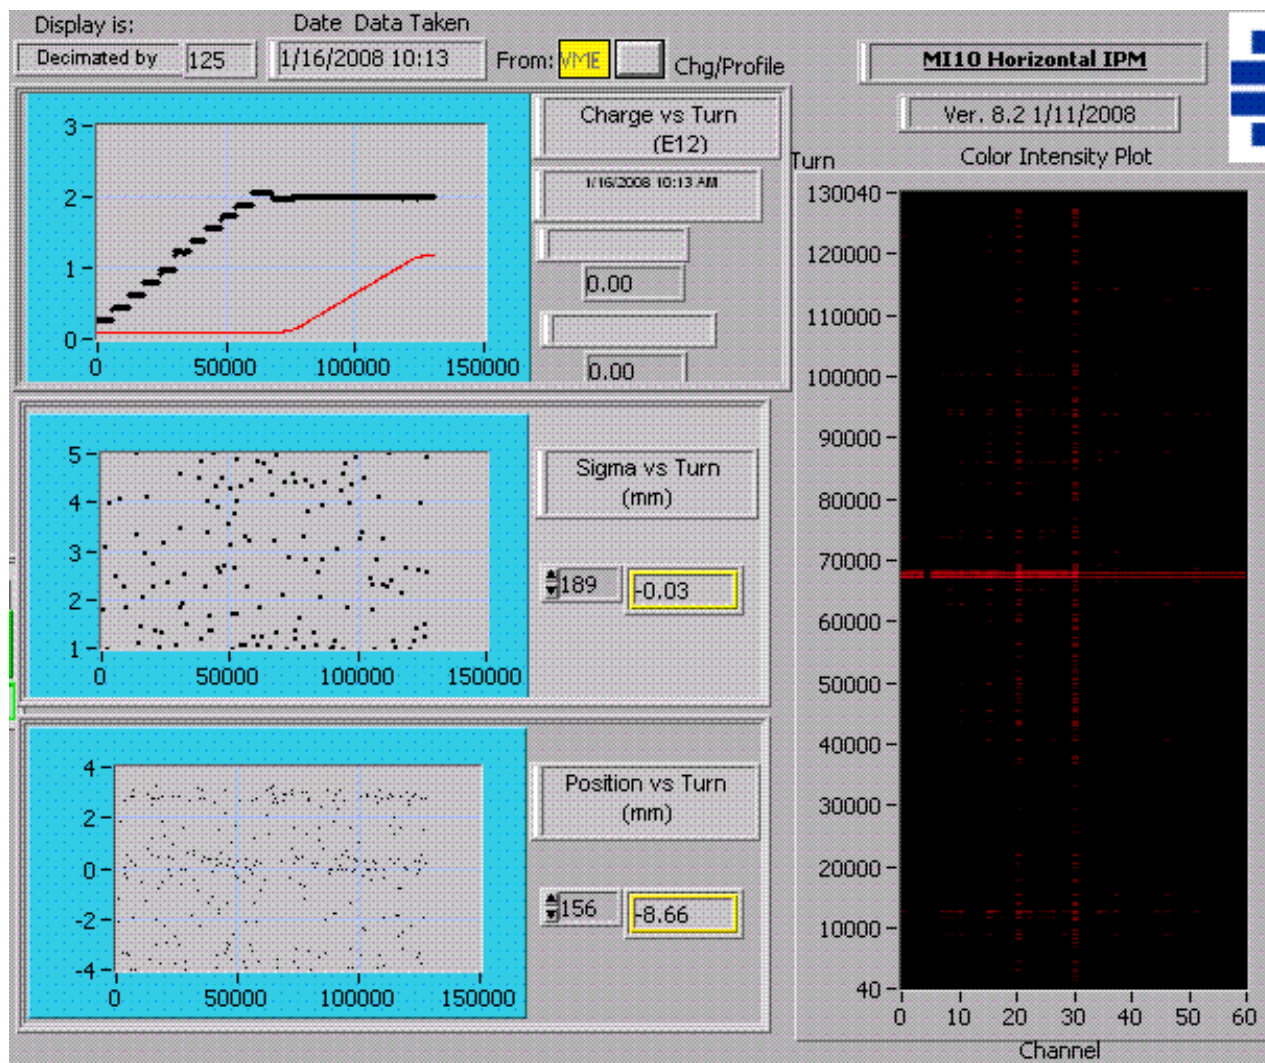 Display is:
Date Data Taken
Decimated by 125
1/16/2008 10:13
From: VME
Chg/Profile
MI10 Horizontal IPM
Ver. 8.2 1/11/2008
Charge vs Turn
(E12)
1/16/2008 10:13 AM
0.00
0.00
3
2
1
0
0 50000 100000 150000
Sigma vs Turn
(mm)
189 -0.03
5
4
3
2
1
0 50000 100000 150000
Position vs Turn
(mm)
156 -8.66
4
2
0
-2
-4
0 50000 100000 150000
Turn
Color Intensity Plot
130040
120000
110000
100000
90000
80000
70000
60000
50000
40000
30000
20000
10000
40
0 10 20 30 40 50 60
Channel